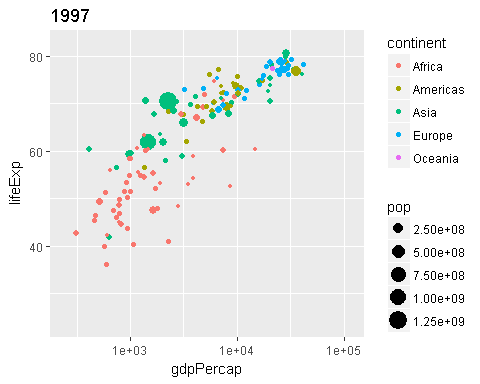 1997
lifeExp
80
60
40
1e+03
1e+04
1e+05
gdpPercap
continent
Africa
Americas
Asia
Europe
Oceania
pop
2.50e+08
5.00e+08
7.50e+08
1.00e+09
1.25e+09